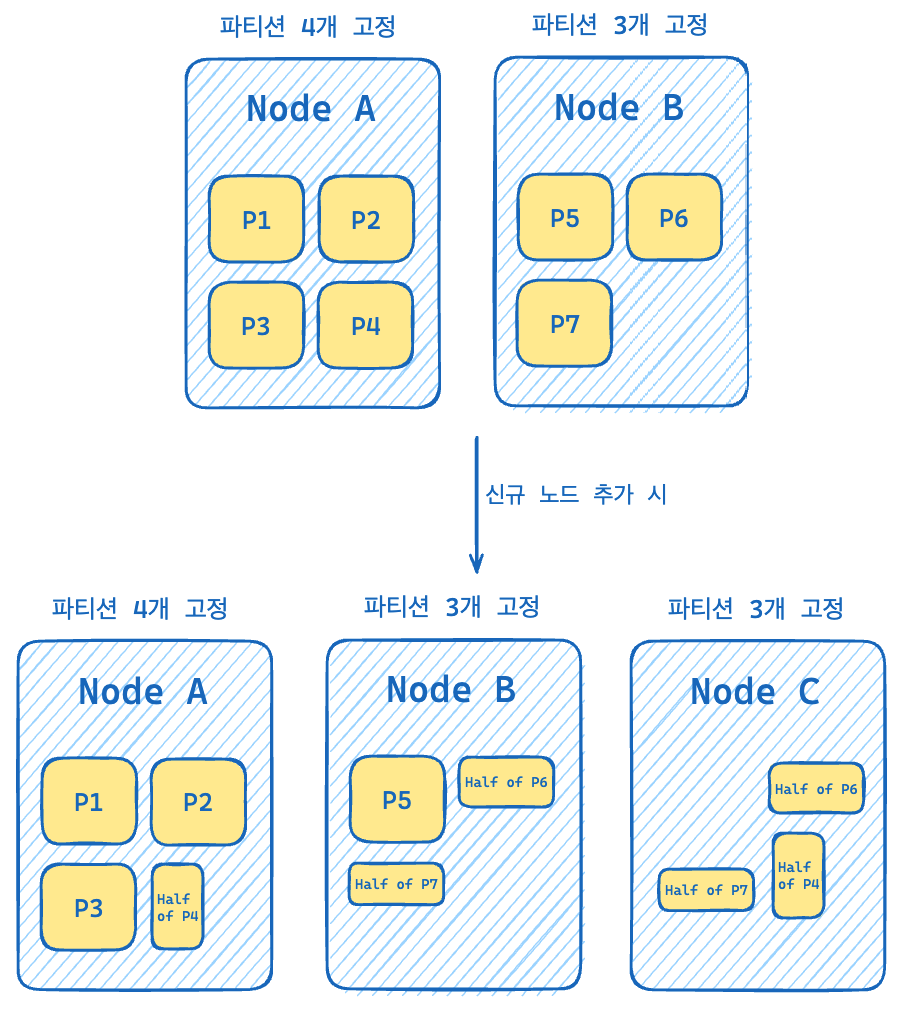 파티션 4개 고정
파티션 3개 고정
Node A
Node B
P1
P2
P5
P6
P3
P4
P7
신규 노드 추가 시
파티션 4개 고정
파티션 3개 고정
파티션 3개 고정
Node A
Node B
Node C
P1
P2
P5
Half of P6
Half of P6
P3
Half
of P4
Half of P7
Half of P7
Half
of P4